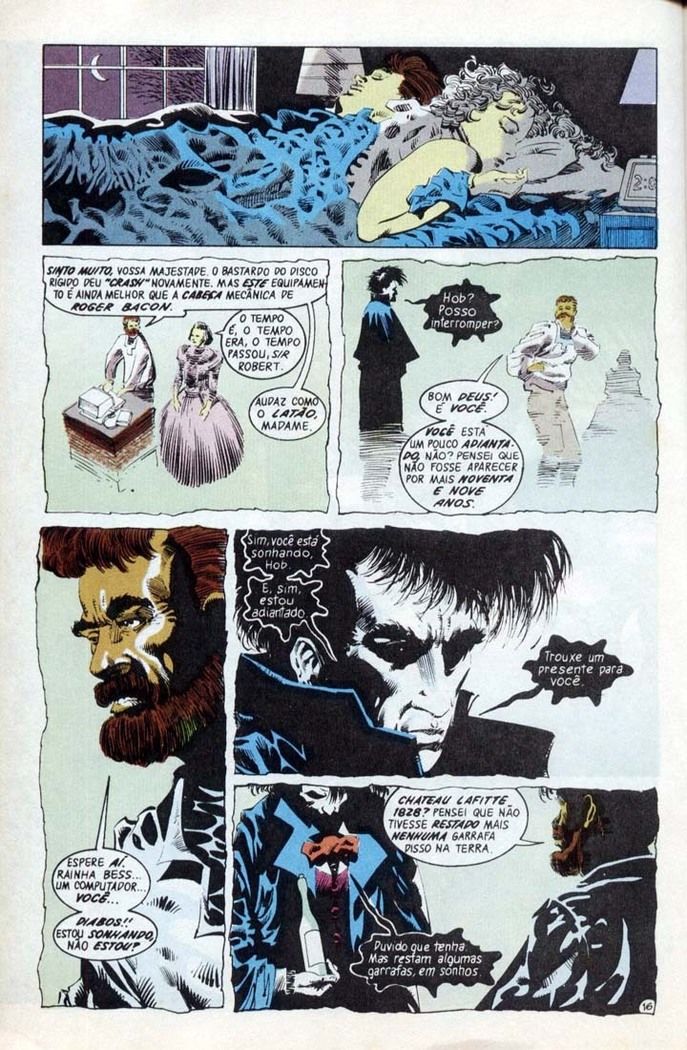 2:0
SINTO MUITO, VOSSA MAJESTADE. O BASTARDO DO DISCO
RÍGIDO DEU "CRASH" NOVAMENTE. MAS ESTE EQUIPAMEN-
TO É AINDA MELHOR QUE A CABEÇA MECÂNICA DE
ROGER BACON.
O TEMPO
É, O TEMPO
ERA, O TEMPO
PASSOU, SIR
ROBERT.
AUDAZ COMO
O LATÃO,
MADAME.
Hob?
Posso
interromper?
BOM DEUS!
É VOCÊ.
VOCÊ ESTÁ
UM POUCO ADIANTA-
DO, NÃO? PENSEI QUE
NÃO FOSSE APARECER
POR MAIS NOVENTA
E NOVE
ANOS.
ESPERE AÍ.
RAINHA BESS...
UM COMPUTADOR...
VOCÊ...
DIABOS!!
ESTOU SONHANDO,
NÃO ESTOU?
Sim, você está
sonhando,
Hob.
E, sim,
estou
adiantado.
Trouxe um
presente para
você.
CHATEAU LAFITTE
1828? PENSEI QUE NÃO
TIVESSE RESTADO MAIS
NENHUMA GARRAFA
DISSO NA TERRA.
Duvido que tenha.
Mas restam algumas
garrafas, em sonhos.
16